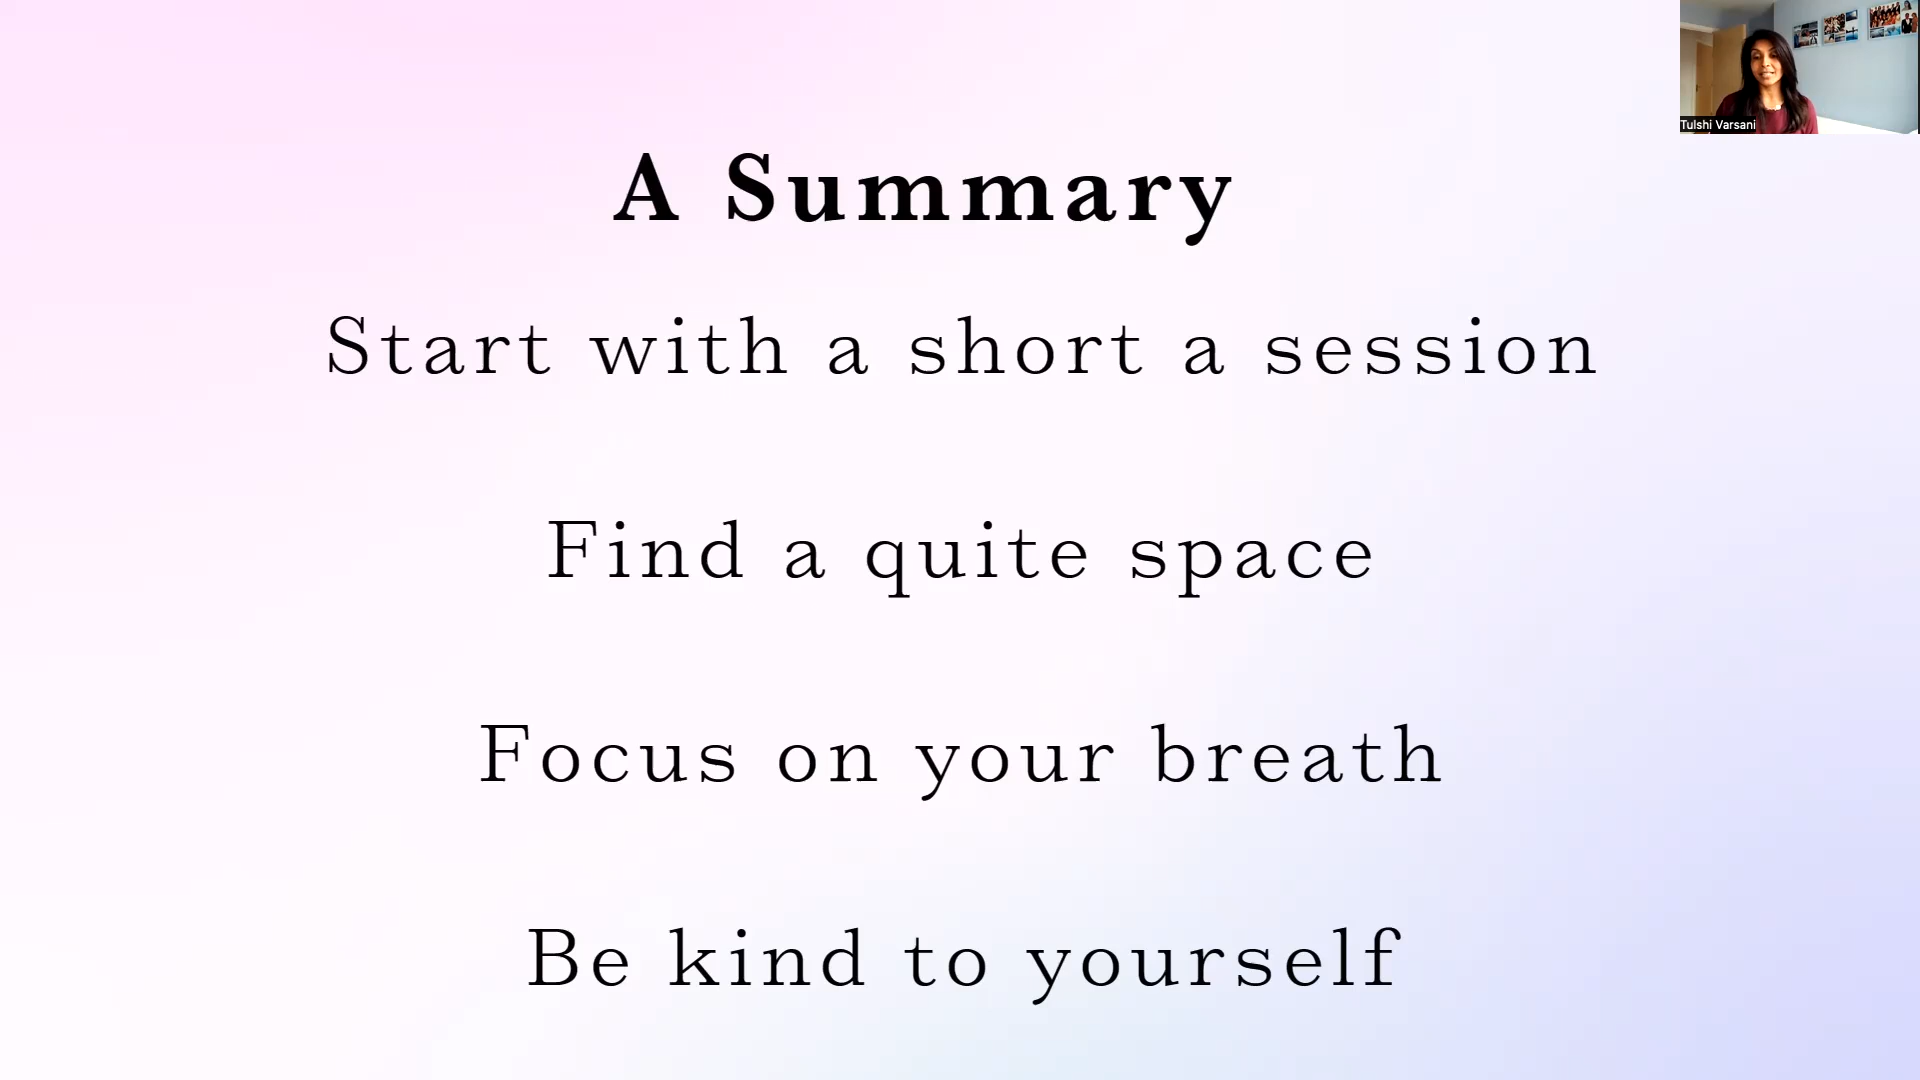 Tulshi Varsani
A Summary
Start with a short a session
Find a quite space
Focus on your breath
Be kind to yourself